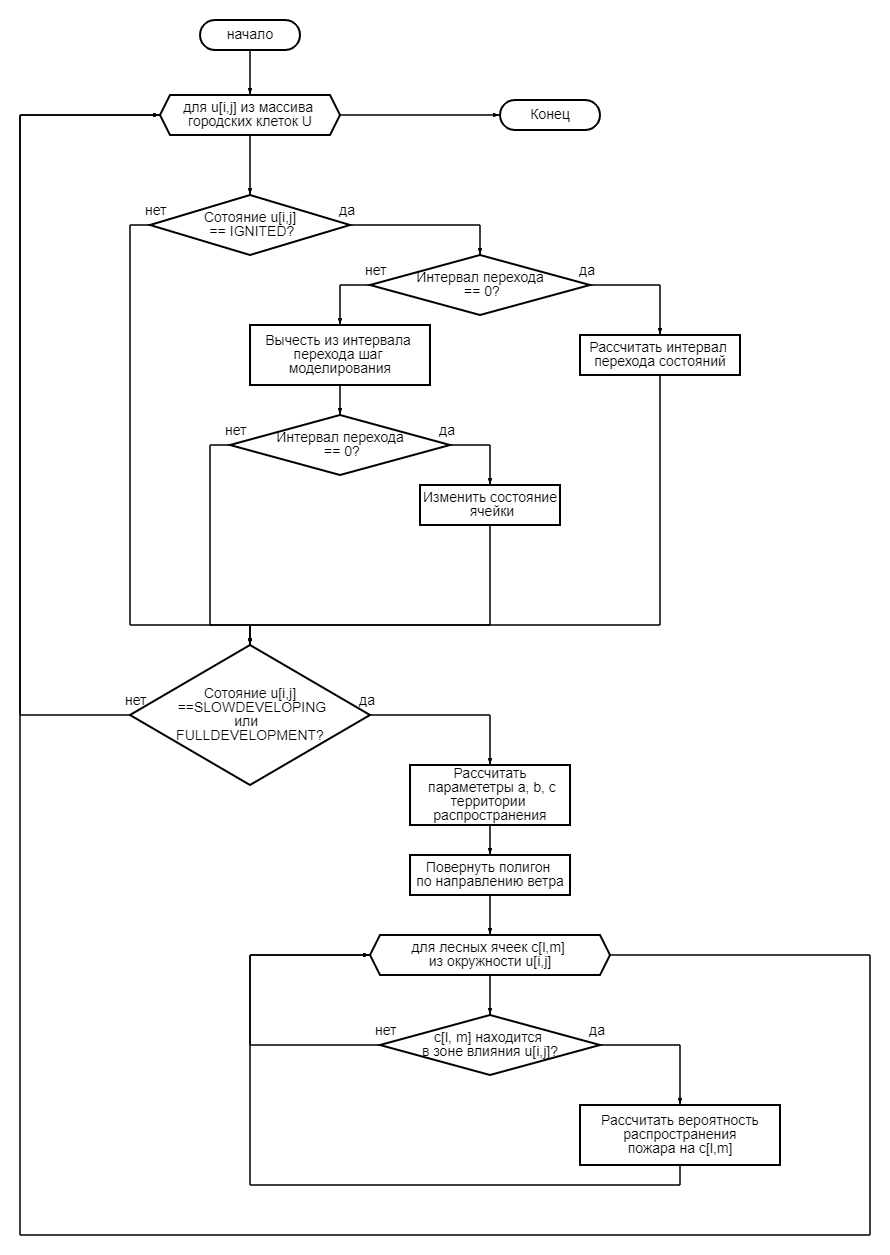 начало
для u[i,j] из массива
городских клеток U
Конец
нет
Сотояние u[i,j]
== IGNITED?
да
нет
Интервал перехода
== 0?
да
Вычесть из интервала
перехода шаг
моделирования
Рассчитать интервал
перехода состояний
нет
Интервал перехода
== 0?
да
Изменить состояние
ячейки
нет
Сотояние u[i,j]
==SLOWDEVELOPING
или
FULLDEVELOPMENT?
да
Рассчитать
парамететры a, b, c
территории
распространения
Повернуть полигон
по направлению ветра
для лесных ячеек c[l,m]
из окружности u[i,j]
нет
c[l, m] находится
в зоне влияния u[i,j]?
да
Рассчитать вероятность
распространения
пожара на c[l,m]